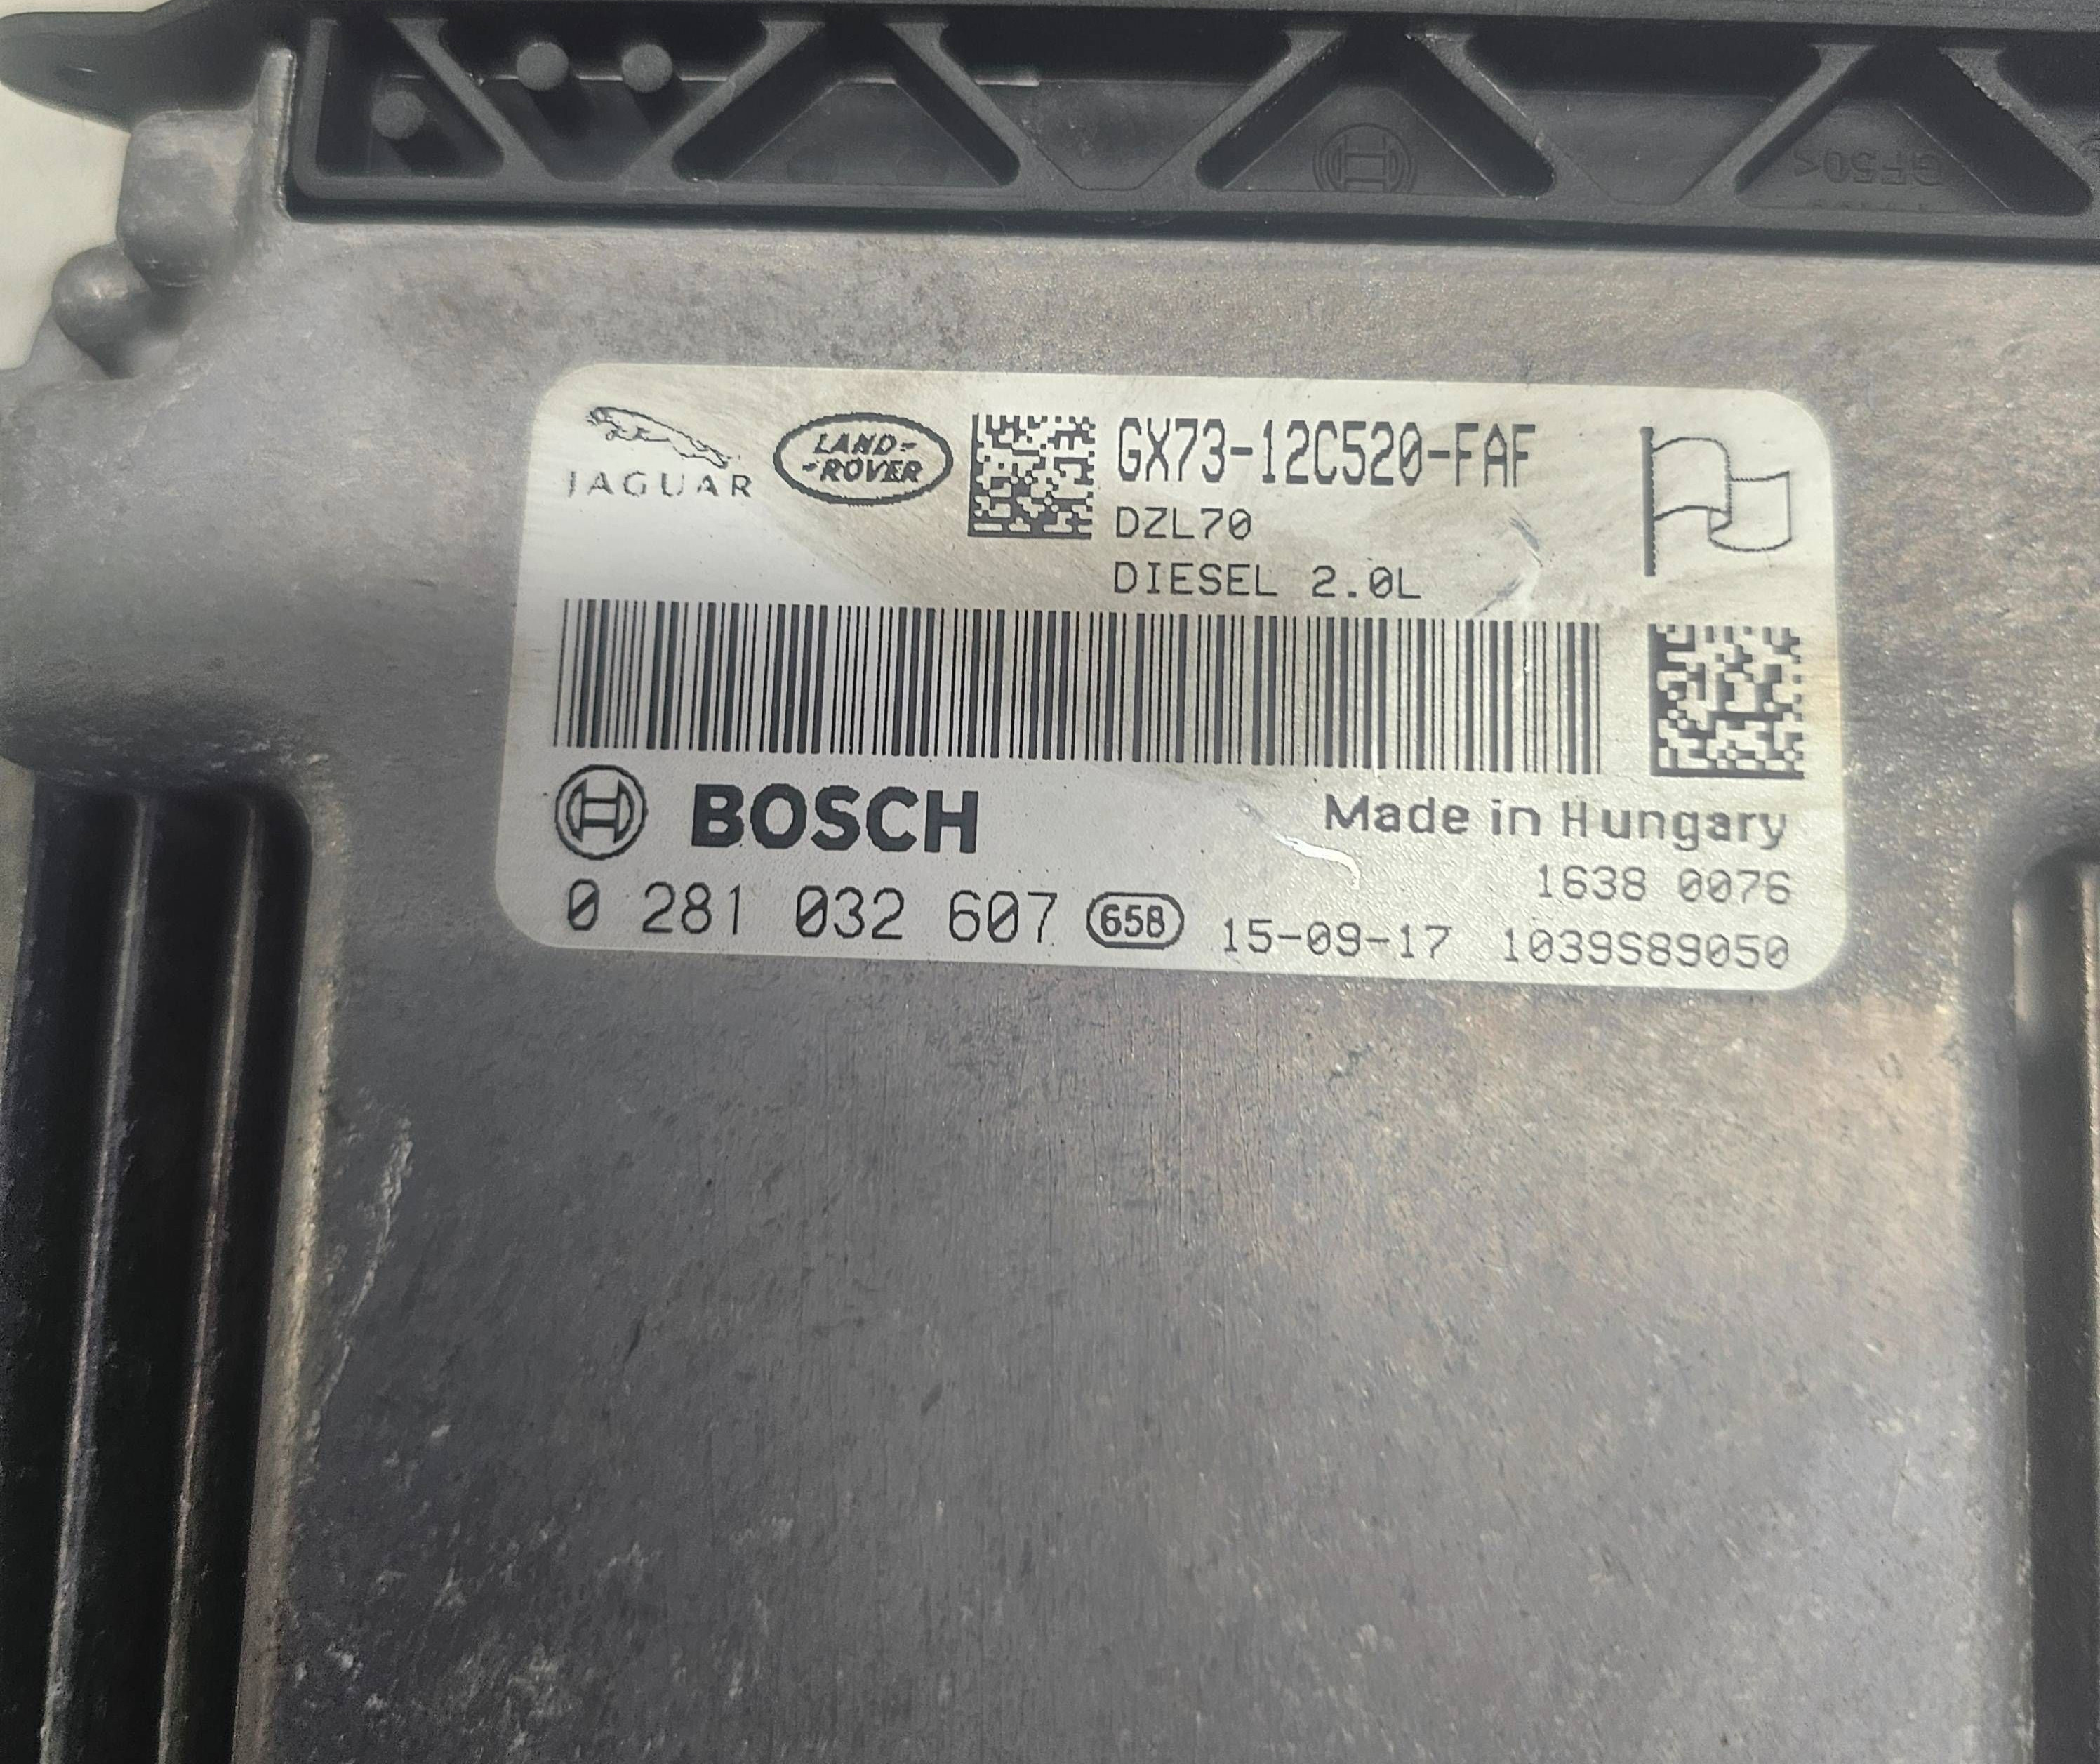 GF50<
JAGUAR
LAND-
-ROVER
GX73-12C520-FAF
DZL70
DIESEL 2.0L
BOSCH
Made in Hungary
1638 0076
0 281 032 607 658 15-09-17 1039S89050